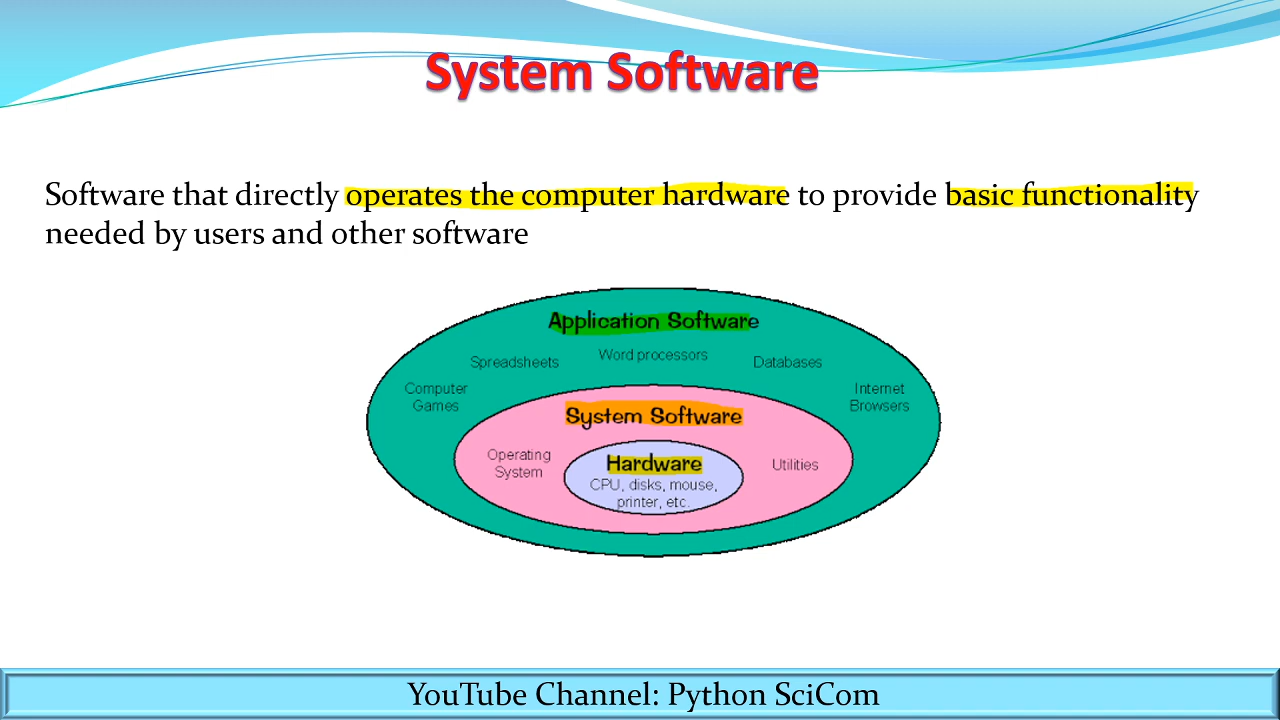 System Software
Software that directly operates the computer hardware to provide basic functionality
needed by users and other software
Application Software
Spreadsheets
Word processors
Databases
Computer
Games
Internet
Browsers
System Software
Operating
System
Utilities
Hardware
CPU, disks, mouse,
printer, etc.
YouTube Channel: Python SciCom